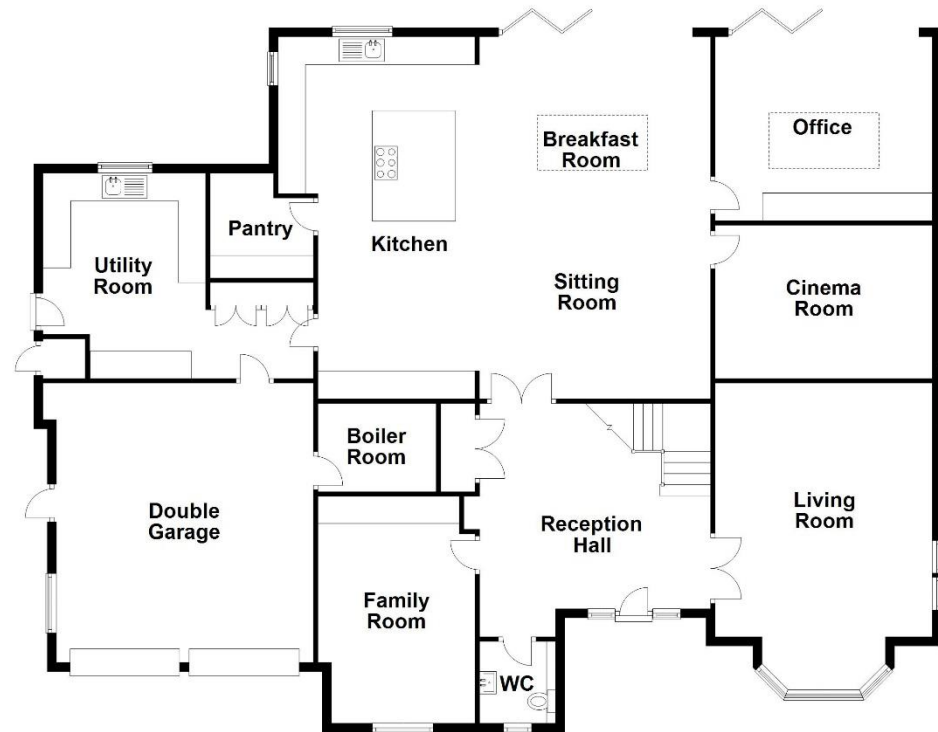 Breakfast
Room
Office
Pantry
Kitchen
Utility
Room
Sitting
Room
Cinema
Room
Boiler
Room
Double
Garage
Reception
Hall
Living
Room
Family
Room
WC